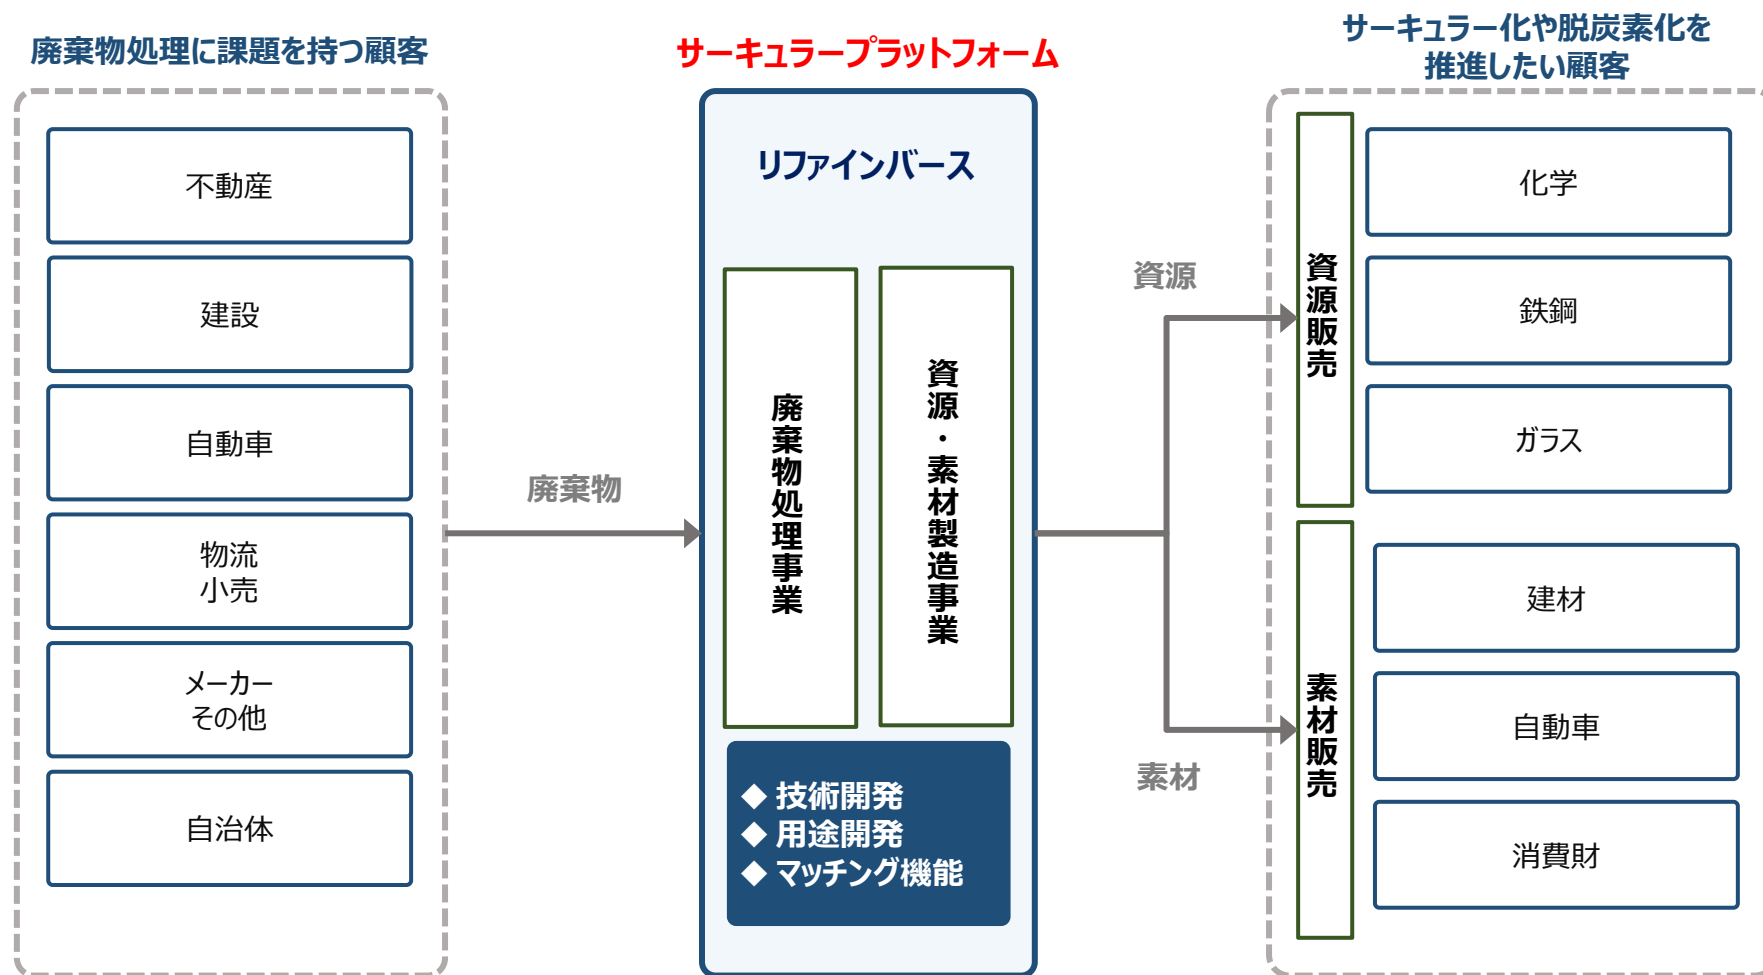 廃棄物処理に課題を持つ顧客
不動産
建設
自動車
物流
小売
メーカー
その他
自治体
廃棄物
サーキュラープラットフォーム
リファインバース
廃棄物処理事業
資源・素材製造事業
◆ 技術開発
◆ 用途開発
◆ マッチング機能
資源
素材
サーキュラー化や脱炭素化を
推進したい顧客
資源販売
化学
鉄鋼
ガラス
素材販売
建材
自動車
消費財